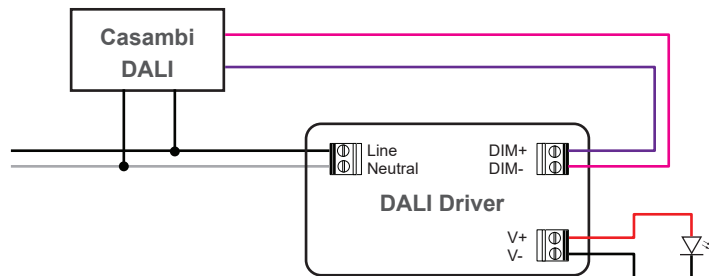 Casambi
DALI
Line
Neutral
DIM+
DIM-
DALI Driver
V+
V-